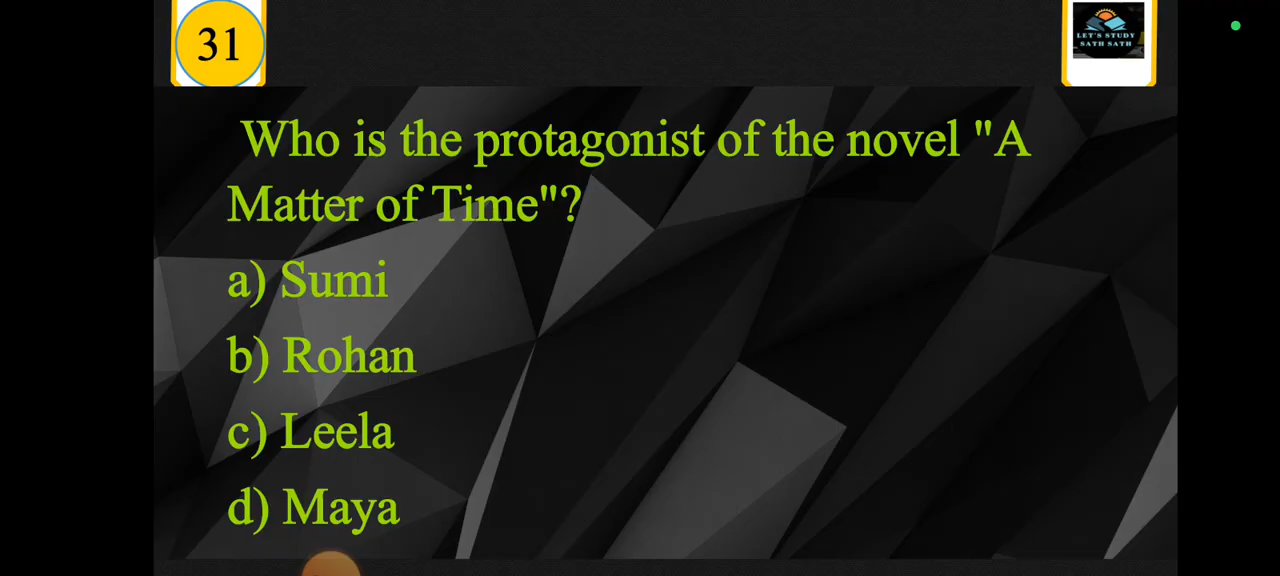 31
LET'S STUDY
SATH SATH
Who is the protagonist of the novel "A
Matter of Time"?
a) Sumi
b) Rohan
c) Leela
d) Maya